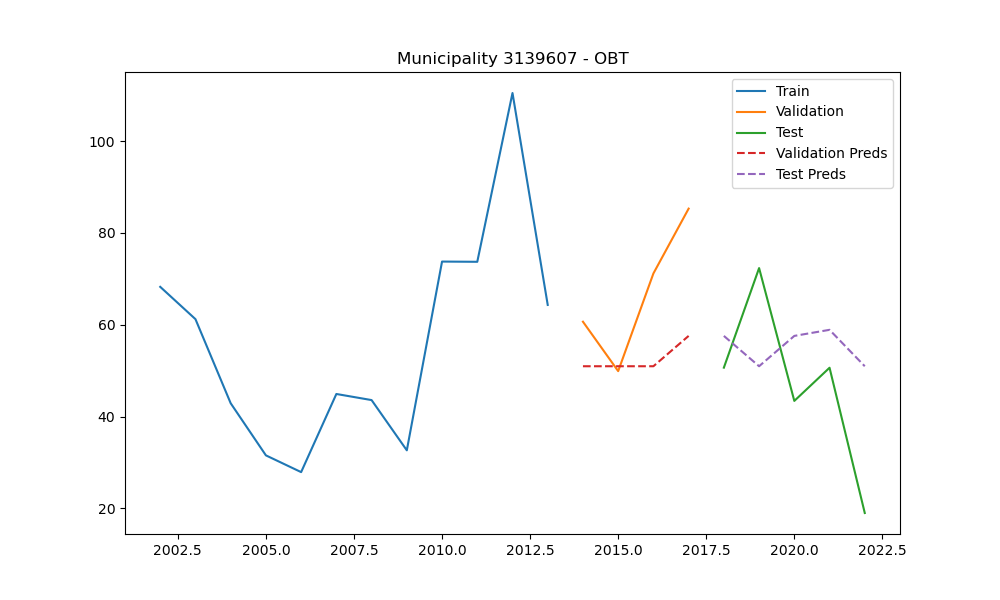 Municipality 3139607 - OBT
Train
Validation
Test
Validation Preds
Test Preds
100
80
60
40
20
2002.5 2005.0 2007.5 2010.0 2012.5 2015.0 2017.5 2020.0 2022.5